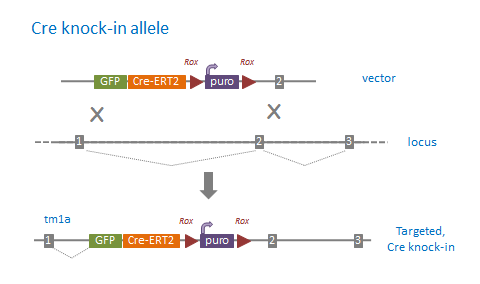 Cre knock-in allele
Rox Rox
GFP Cre-ERT2 puro 2 vector
1 2 3 locus
tm1a Rox Rox Targeted,
1 GFP Cre-ERT2 puro 2 3 Cre knock-in